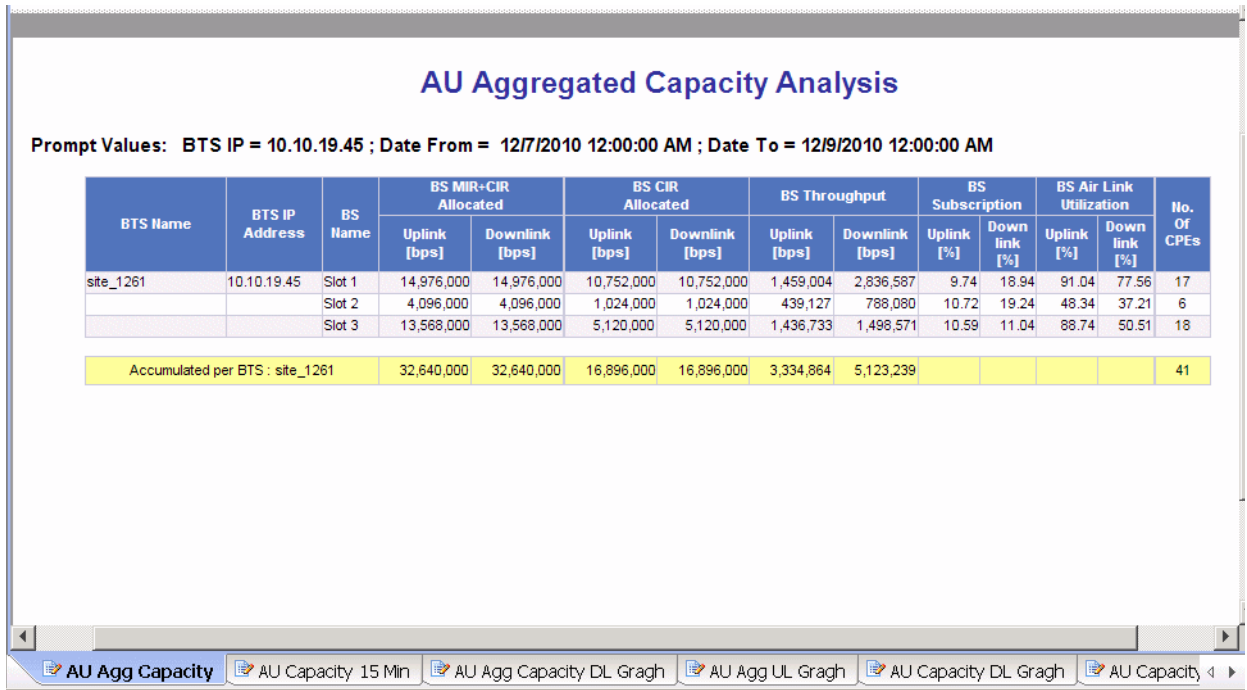 AU Aggregated Capacity Analysis
Prompt Values: BTS IP = 10.10.19.45 ; Date From = 12/7/2010 12:00:00 AM ; Date To = 12/9/2010 12:00:00 AM
BTS Name
BTS IP
Address
BS
Name
BS MIR+CIR
Allocated
BS CIR
Allocated
BS Throughput
BS
Subscription
BS Air Link
Utilization
No.
Of
CPEs
Uplink
[bps]
Downlink
[bps]
Uplink
[bps]
Downlink
[bps]
Uplink
[bps]
Downlink
[bps]
Uplink
[%]
Down
link
[%]
Uplink
[%]
Down
link
[%]
site_1261 10.10.19.45 Slot 1 14,976,000 14,976,000 10,752,000 10,752,000 1,459,004 2,836,587 9.74 18.94 91.04 77.56 17
Slot 2 4,096,000 4,096,000 1,024,000 1,024,000 439,127 788,080 10.72 19.24 48.34 37.21 6
Slot 3 13,568,000 13,568,000 5,120,000 5,120,000 1,436,733 1,498,571 10.59 11.04 88.74 50.51 18
Accumulated per BTS : site_1261 32,640,000 32,640,000 16,896,000 16,896,000 3,334,864 5,123,239 41
AU Agg Capacity AU Capacity 15 Min AU Agg Capacity DL Gragh AU Agg UL Gragh AU Capacity DL Gragh AU Capacity